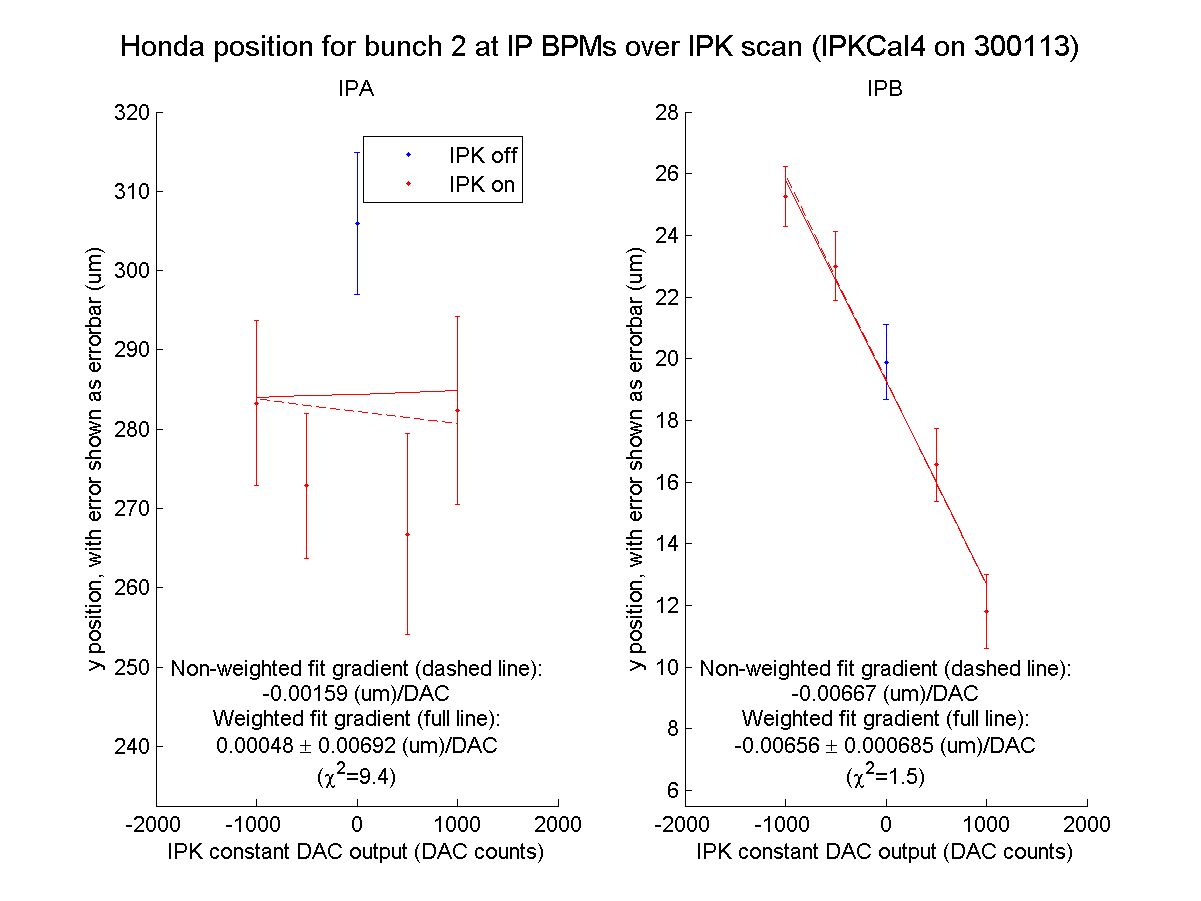 Honda position for bunch 2 at IP BPMs over IPK scan (IPKCal4 on 300113)
IPA
y position, with error shown as errorbar (um)
320
310
300
290
280
270
260
250
240
IPK off
IPK on
Non-weighted fit gradient (dashed line):
-0.00159 (um)/DAC
Weighted fit gradient (full line):
0.00048 ± 0.00692 (um)/DAC
(χ²=9.4)
-2000 -1000 0 1000 2000
IPK constant DAC output (DAC counts)
IPB
y position, with error shown as errorbar (um)
28
26
24
22
20
18
16
14
12
10
8
6
Non-weighted fit gradient (dashed line):
-0.00667 (um)/DAC
Weighted fit gradient (full line):
-0.00656 ± 0.000685 (um)/DAC
(χ²=1.5)
-2000 -1000 0 1000 2000
IPK constant DAC output (DAC counts)